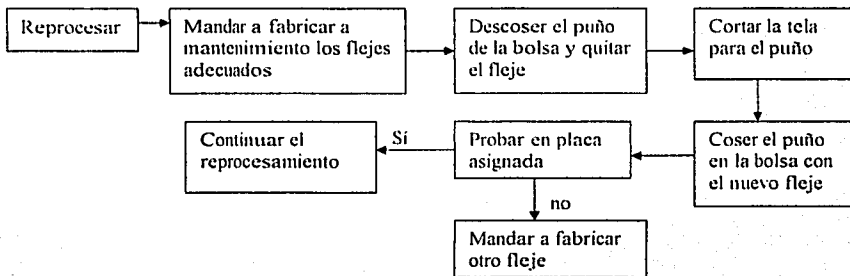 Reprocesar
Mandar a fabricar a
mantenimiento los flejes
adecuados
Descoser el puño
de la bolsa y quitar
el fleje
Cortar la tela
para el puño
Coser el puño
en la bolsa con
el nuevo fleje
Probar en placa
asignada
Sí
Continuar el
reprocesamiento
no
Mandar a fabricar
otro fleje